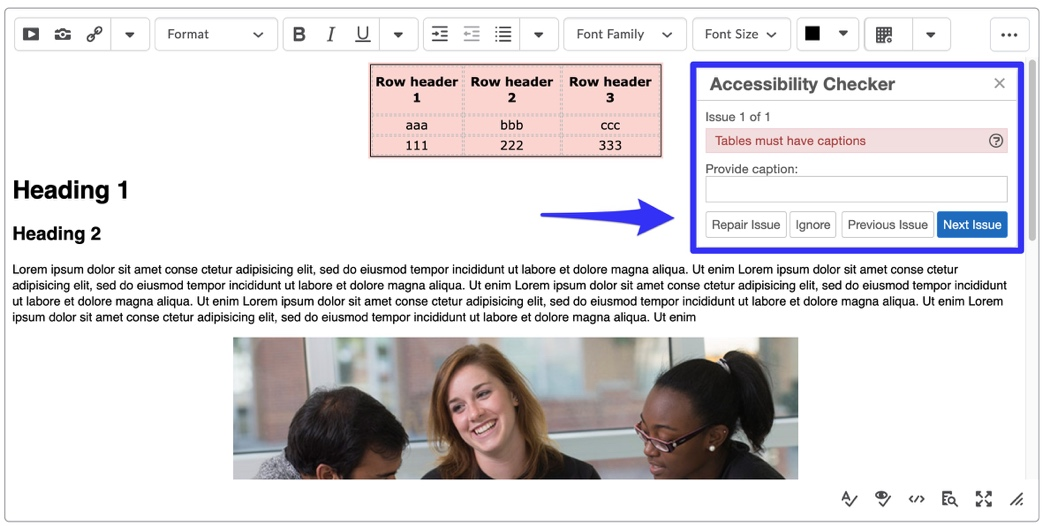 Format
B I U
Font Family
Font Size
Row header 1 Row header 2 Row header 3
aaa bbb ccc
111 222 333
Accessibility Checker
Issue 1 of 1
Tables must have captions
Provide caption:
Repair Issue Ignore Previous Issue Next Issue
Heading 1
Heading 2
Lorem ipsum dolor sit amet conse ctetur adipisicing elit, sed do eiusmod tempor incididunt ut labore et dolore magna aliqua. Ut enim Lorem ipsum dolor sit amet conse ctetur
adipisicing elit, sed do eiusmod tempor incididunt ut labore et dolore magna aliqua. Ut enim Lorem ipsum dolor sit amet conse ctetur adipisicing elit, sed do eiusmod tempor incididunt
ut labore et dolore magna aliqua. Ut enim Lorem ipsum dolor sit amet conse ctetur adipisicing elit, sed do eiusmod tempor incididunt ut labore et dolore magna aliqua. Ut enim Lorem
ipsum dolor sit amet conse ctetur adipisicing elit, sed do eiusmod tempor incididunt ut labore et dolore magna aliqua. Ut enim